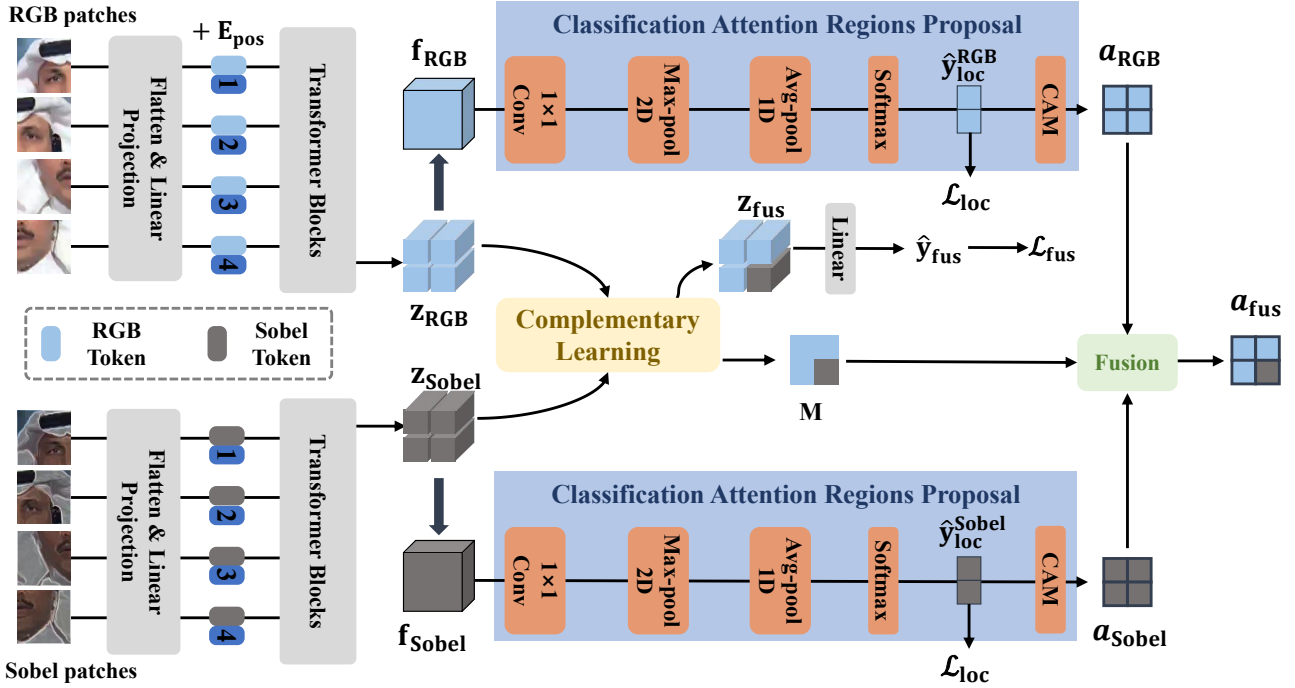 RGB patches
+ E_pos
Flatten & Linear
Projection
1
2
3
4
Transformer Blocks
f_RGB
z_RGB
Classification Attention Regions Proposal
1×1
Conv
Max-pool
2D
Avg-pool
1D
Softmax
ŷ_loc^RGB
CAM
ℒ_loc
a_RGB
RGB
Token
Sobel
Token
Complementary
Learning
z_fus
Linear
ŷ_fus
ℒ_fus
M
Fusion
a_fus
z_Sobel
Flatten & Linear
Projection
1
2
3
4
Transformer Blocks
f_Sobel
Classification Attention Regions Proposal
1×1
Conv
Max-pool
2D
Avg-pool
1D
Softmax
ŷ_loc^Sobel
CAM
ℒ_loc
a_Sobel
Sobel patches